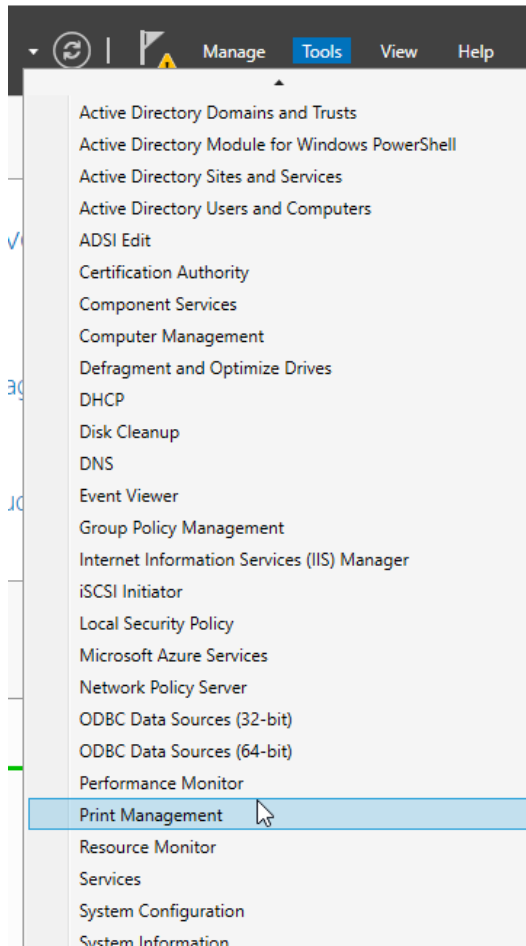 Manage Tools View Help
Active Directory Domains and Trusts
Active Directory Module for Windows PowerShell
Active Directory Sites and Services
Active Directory Users and Computers
ADSI Edit
Certification Authority
Component Services
Computer Management
Defragment and Optimize Drives
DHCP
Disk Cleanup
DNS
Event Viewer
Group Policy Management
Internet Information Services (IIS) Manager
iSCSI Initiator
Local Security Policy
Microsoft Azure Services
Network Policy Server
ODBC Data Sources (32-bit)
ODBC Data Sources (64-bit)
Performance Monitor
Print Management
Resource Monitor
Services
System Configuration
System Information